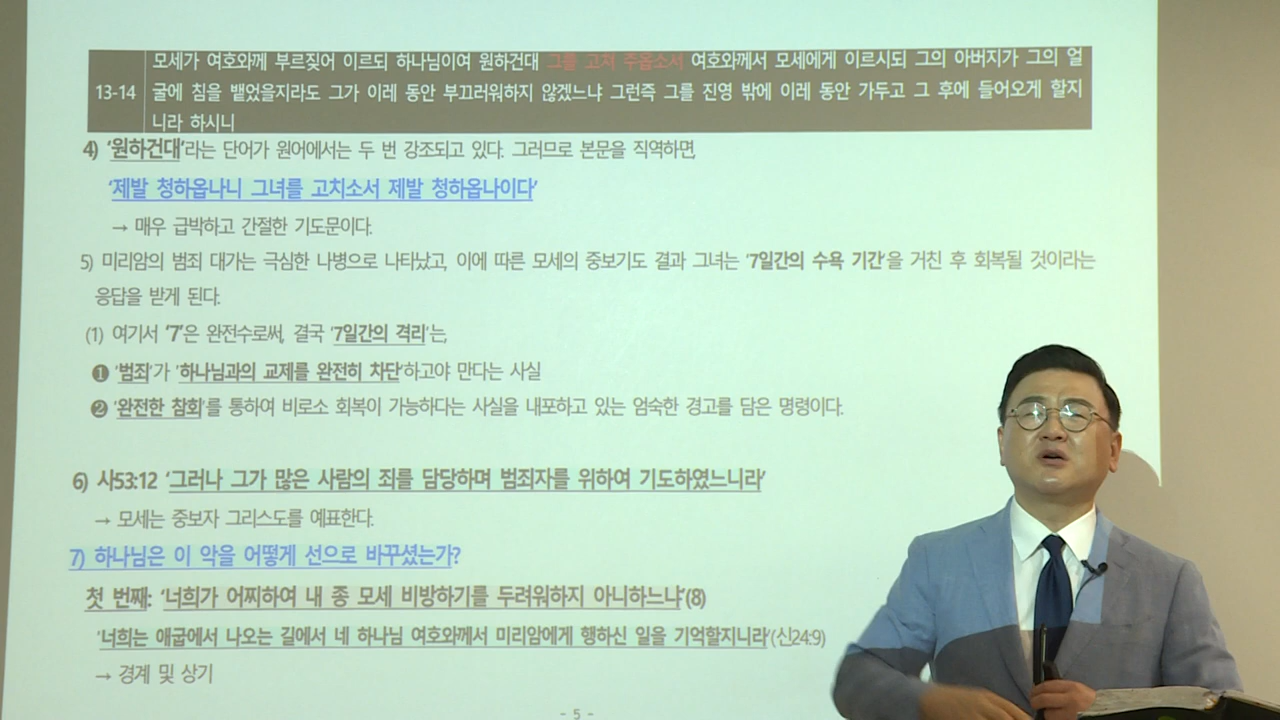 모세가 여호와께 부르짖어 이르되 하나님이여 원하건대 그를 고쳐 주옵소서 여호와께서 모세에게 이르시되 그의 아버지가 그의 얼
13-14 굴에 침을 뱉었을지라도 그가 이레 동안 부끄러워하지 않겠느냐 그런즉 그를 진영 밖에 이레 동안 가두고 그 후에 들어오게 할지
니라 하시니
4) '원하건대'라는 단어가 원어에서는 두 번 강조되고 있다. 그러므로 본문을 직역하면,
'제발 청하옵나니 그녀를 고치소서 제발 청하옵나이다'
→ 매우 급박하고 간절한 기도문이다.
5) 미리암의 범죄 대가는 극심한 나병으로 나타났고, 이에 따른 모세의 중보기도 결과 그녀는 '7일간의 수욕 기간'을 거친 후 회복될 것이라는
응답을 받게 된다.
(1) 여기서 '7'은 완전수로써, 결국 '7일간의 격리'는,
❶ '범죄'가 '하나님과의 교제를 완전히 차단'하고야 만다는 사실
❷ '완전한 참회'를 통하여 비로소 회복이 가능하다는 사실을 내포하고 있는 엄숙한 경고를 담은 명령이다.
6) 사53:12 '그러나 그가 많은 사람의 죄를 담당하며 범죄자를 위하여 기도하였느니라'
→ 모세는 중보자 그리스도를 예표한다.
7) 하나님은 이 악을 어떻게 선으로 바꾸셨는가?
첫 번째: '너희가 어찌하여 내 종 모세 비방하기를 두려워하지 아니하느냐'(8)
'너희는 애굽에서 나오는 길에서 네 하나님 여호와께서 미리암에게 행하신 일을 기억할지니라'(신24:9)
→ 경계 및 상기
- 5 -